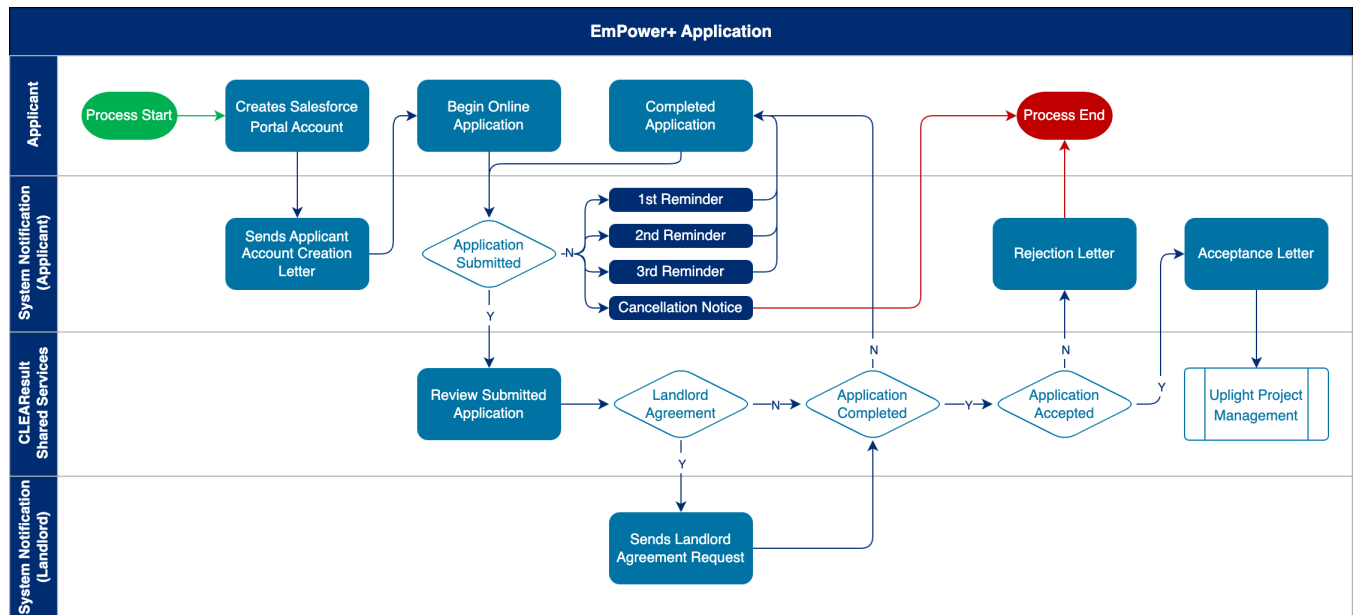 EmPower+ Application
Applicant
Process Start
Creates Salesforce
Portal Account
Begin Online
Application
Completed
Application
Process End
System Notification
(Applicant)
Sends Applicant
Account Creation
Letter
Application
Submitted
N
1st Reminder
2nd Reminder
3rd Reminder
Cancellation Notice
Rejection Letter
Acceptance Letter
Y
N
N
CLEAResult
Shared Services
Review Submitted
Application
Landlord
Agreement
N
Application
Completed
Y
Application
Accepted
Y
Uplight Project
Management
Y
System Notification
(Landlord)
Sends Landlord
Agreement Request